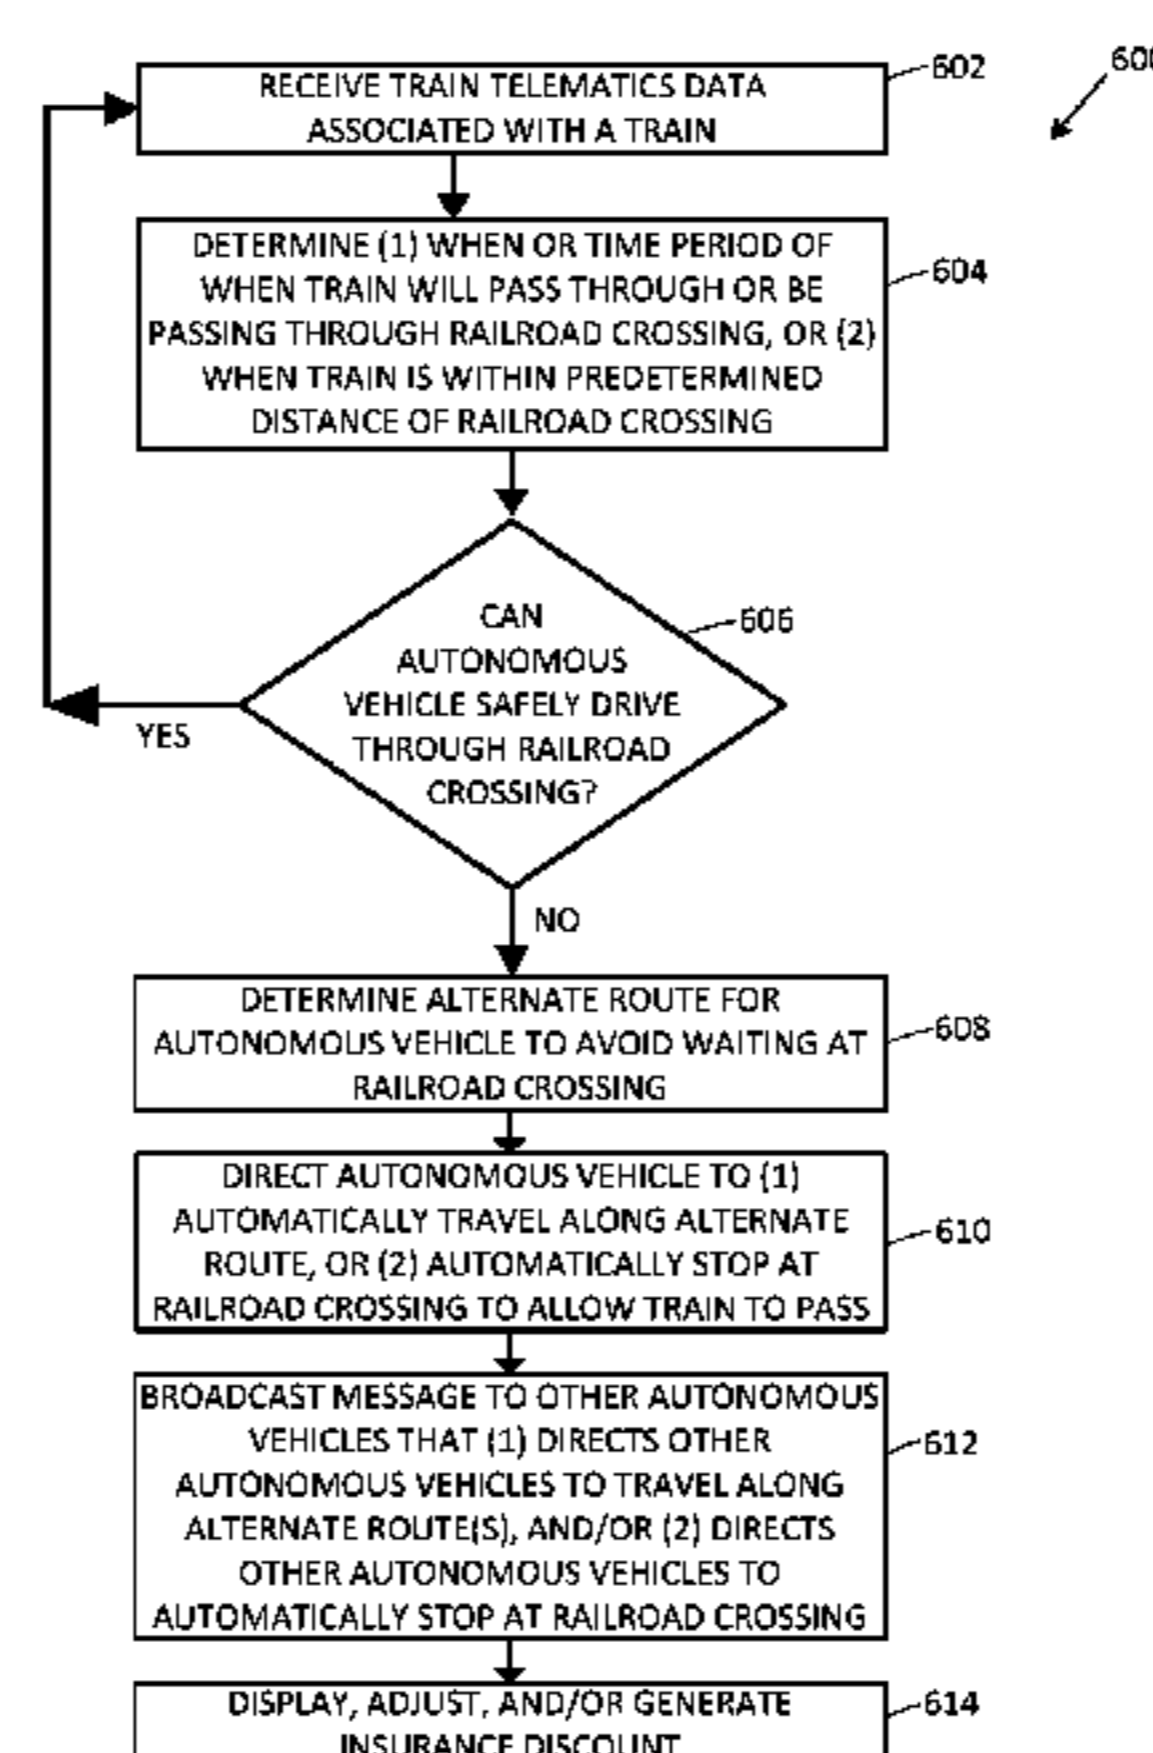 600
602
RECEIVE TRAIN TELEMATICS DATA
ASSOCIATED WITH A TRAIN
604
DETERMINE (1) WHEN OR TIME PERIOD OF
WHEN TRAIN WILL PASS THROUGH OR BE
PASSING THROUGH RAILROAD CROSSING, OR (2)
WHEN TRAIN IS WITHIN PREDETERMINED
DISTANCE OF RAILROAD CROSSING
606
CAN
AUTONOMOUS
VEHICLE SAFELY DRIVE
THROUGH RAILROAD
CROSSING?
YES
NO
608
DETERMINE ALTERNATE ROUTE FOR
AUTONOMOUS VEHICLE TO AVOID WAITING AT
RAILROAD CROSSING
610
DIRECT AUTONOMOUS VEHICLE TO (1)
AUTOMATICALLY TRAVEL ALONG ALTERNATE
ROUTE, OR (2) AUTOMATICALLY STOP AT
RAILROAD CROSSING TO ALLOW TRAIN TO PASS
612
BROADCAST MESSAGE TO OTHER AUTONOMOUS
VEHICLES THAT (1) DIRECTS OTHER
AUTONOMOUS VEHICLES TO TRAVEL ALONG
ALTERNATE ROUTE(S), AND/OR (2) DIRECTS
OTHER AUTONOMOUS VEHICLES TO
AUTOMATICALLY STOP AT RAILROAD CROSSING
614
DISPLAY, ADJUST, AND/OR GENERATE
INSURANCE DISCOUNT